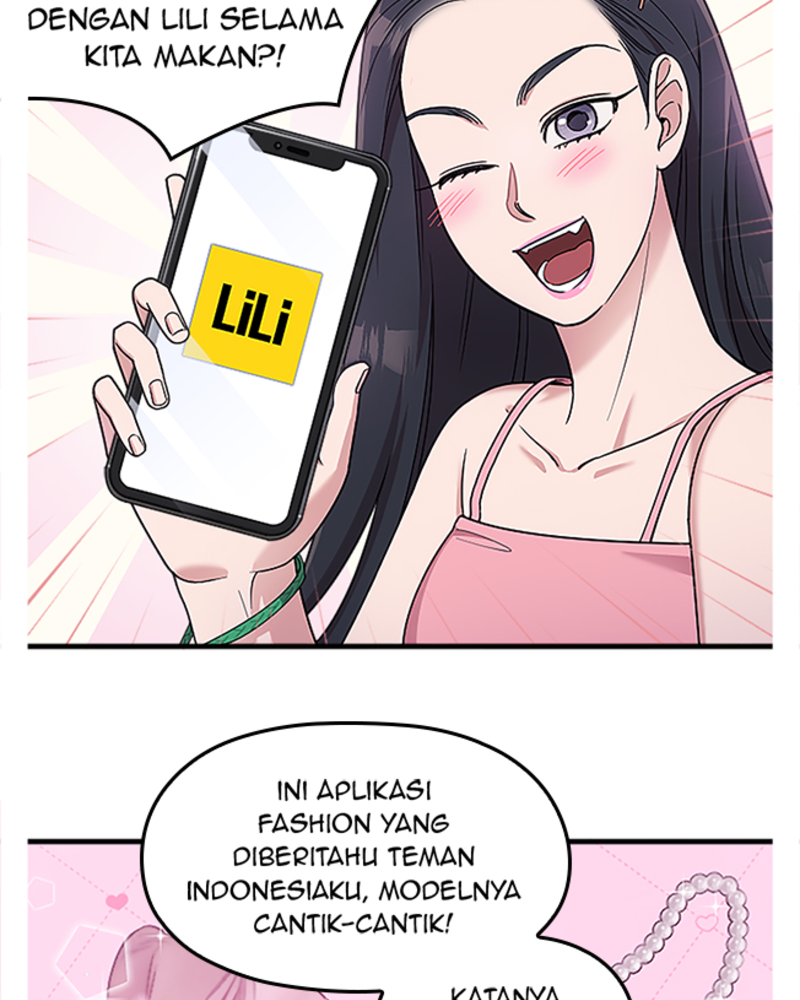 DENGAN LILI SELAMA
KITA MAKAN?!
LiLi
INI APLIKASI
FASHION YANG
DIBERITAHU TEMAN
INDONESIAKU, MODELNYA
CANTIK-CANTIK!
KATANYA